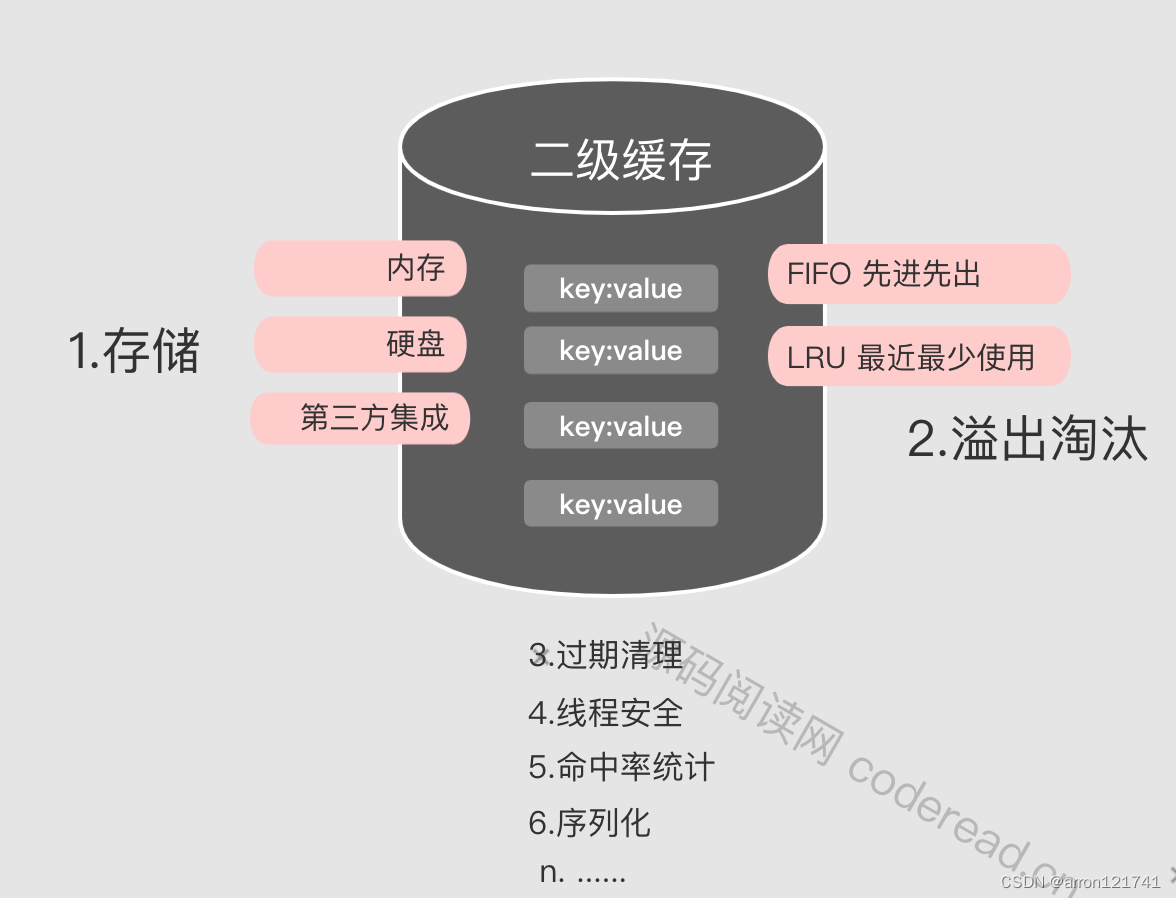 二级缓存
内存
硬盘
第三方集成
1.存储
key:value
key:value
key:value
key:value
FIFO 先进先出
LRU 最近最少使用
2.溢出淘汰
3.过期清理
4.线程安全
5.命中率统计
6.序列化
n. ......
源码阅读网 coderead.cn
CSDN @arron121741